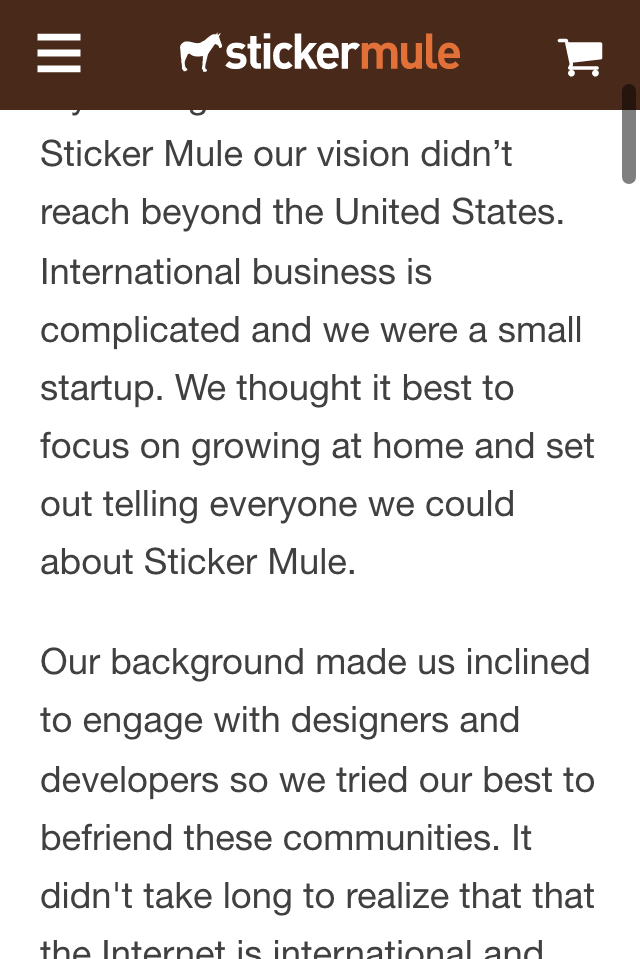 stickermule
Sticker Mule our vision didn’t
reach beyond the United States.
International business is
complicated and we were a small
startup. We thought it best to
focus on growing at home and set
out telling everyone we could
about Sticker Mule.
Our background made us inclined
to engage with designers and
developers so we tried our best to
befriend these communities. It
didn't take long to realize that that
the Internet is international and